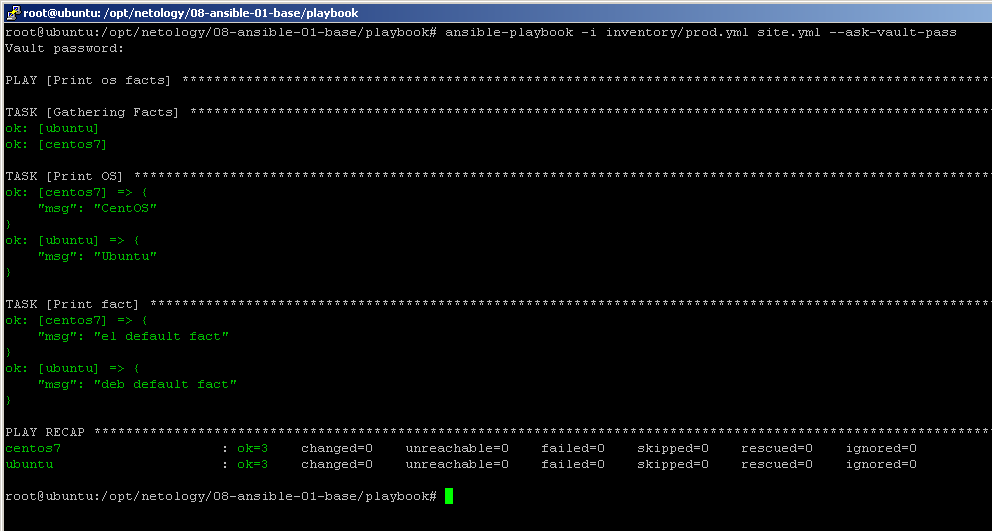 root@ubuntu: /opt/netology/08-ansible-01-base/playbook
root@ubuntu:/opt/netology/08-ansible-01-base/playbook# ansible-playbook -i inventory/prod.yml site.yml --ask-vault-pass
Vault password:
PLAY [Print os facts] ****************************************************************************************************
TASK [Gathering Facts] ***************************************************************************************************
ok: [ubuntu]
ok: [centos7]
TASK [Print OS] **********************************************************************************************************
ok: [centos7] => {
    "msg": "CentOS"
}
ok: [ubuntu] => {
    "msg": "Ubuntu"
}
TASK [Print fact] ********************************************************************************************************
ok: [centos7] => {
    "msg": "el default fact"
}
ok: [ubuntu] => {
    "msg": "deb default fact"
}
PLAY RECAP ***************************************************************************************************************
centos7                    : ok=3    changed=0    unreachable=0    failed=0    skipped=0    rescued=0    ignored=0
ubuntu                     : ok=3    changed=0    unreachable=0    failed=0    skipped=0    rescued=0    ignored=0
root@ubuntu:/opt/netology/08-ansible-01-base/playbook#